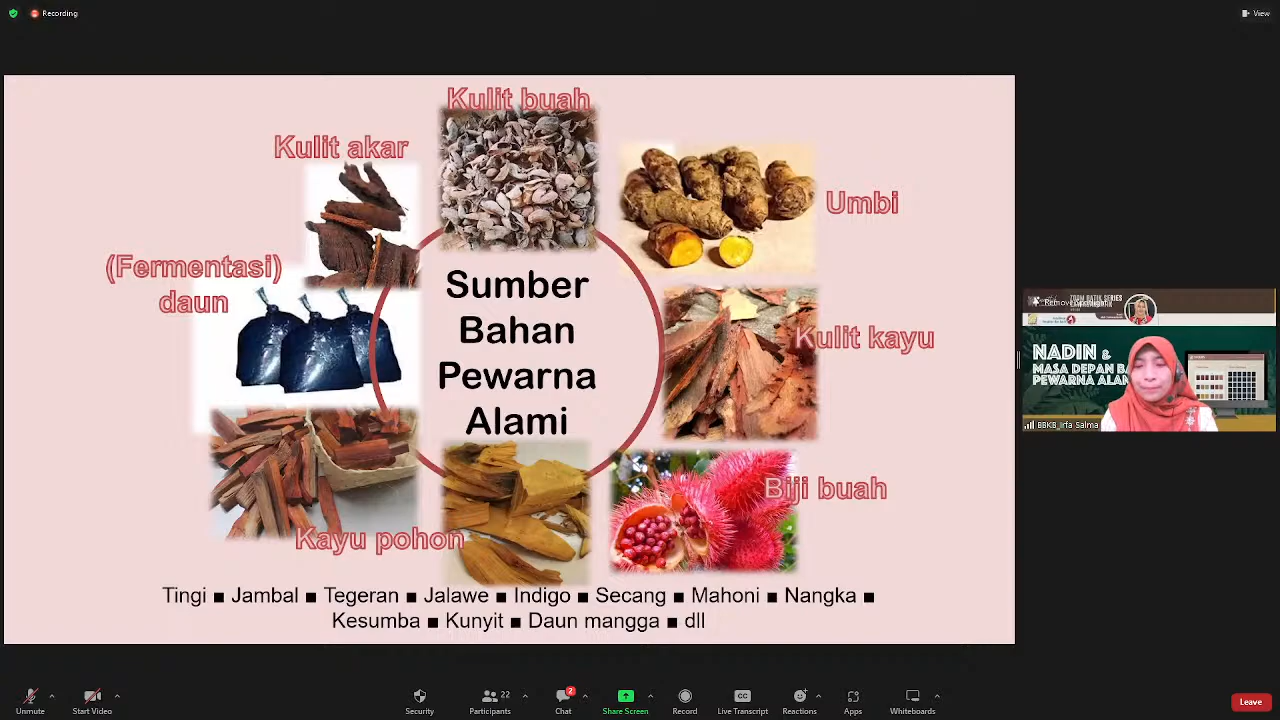 Recording
View
Kulit buah
Kulit akar
Umbi
(Fermentasi)
daun
Sumber
Bahan
Pewarna
Alami
Kulit kayu
Biji buah
Kayu pohon
Tingi ■ Jambal ■ Tegeran ■ Jalawe ■ Indigo ■ Secang ■ Mahoni ■ Nangka ■
Kesumba ■ Kunyit ■ Daun mangga ■ dll
NADIN &
MASA DEPAN BA
PEWARNA ALAM
BBKB_Irfa Salma
Unmute
Start Video
Security
Participants
22
Chat
2
Share Screen
Record
Live Transcript
Reactions
Apps
Whiteboards
Leave